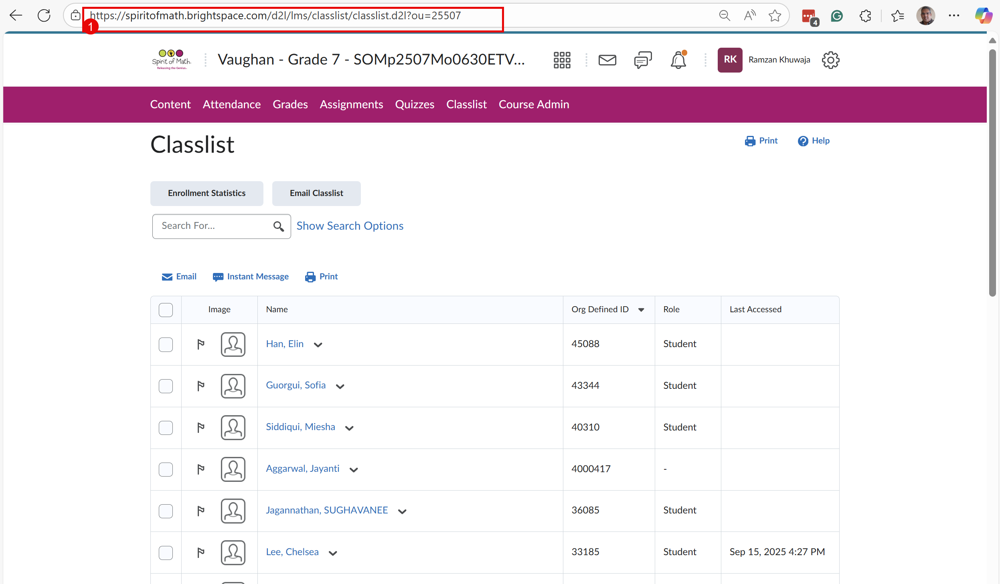 https://spiritofmath.brightspace.com/d2l/lms/classlist/classlist.d2l?ou=25507
1
4
Spirit of Math
Releasing the Genius
Vaughan - Grade 7 - SOMp2507Mo0630ETV...
RK
Ramzan Khuwaja
Content Attendance Grades Assignments Quizzes Classlist Course Admin
Classlist
Print
Help
Enrollment Statistics
Email Classlist
Search For...
Show Search Options
Email
Instant Message
Print
Image Name Org Defined ID Role Last Accessed
Han, Elin 45088 Student
Guorgui, Sofia 43344 Student
Siddiqui, Miesha 40310 Student
Aggarwal, Jayanti 4000417 -
Jagannathan, SUGHAVANEE 36085 Student
Lee, Chelsea 33185 Student Sep 15, 2025 4:27 PM